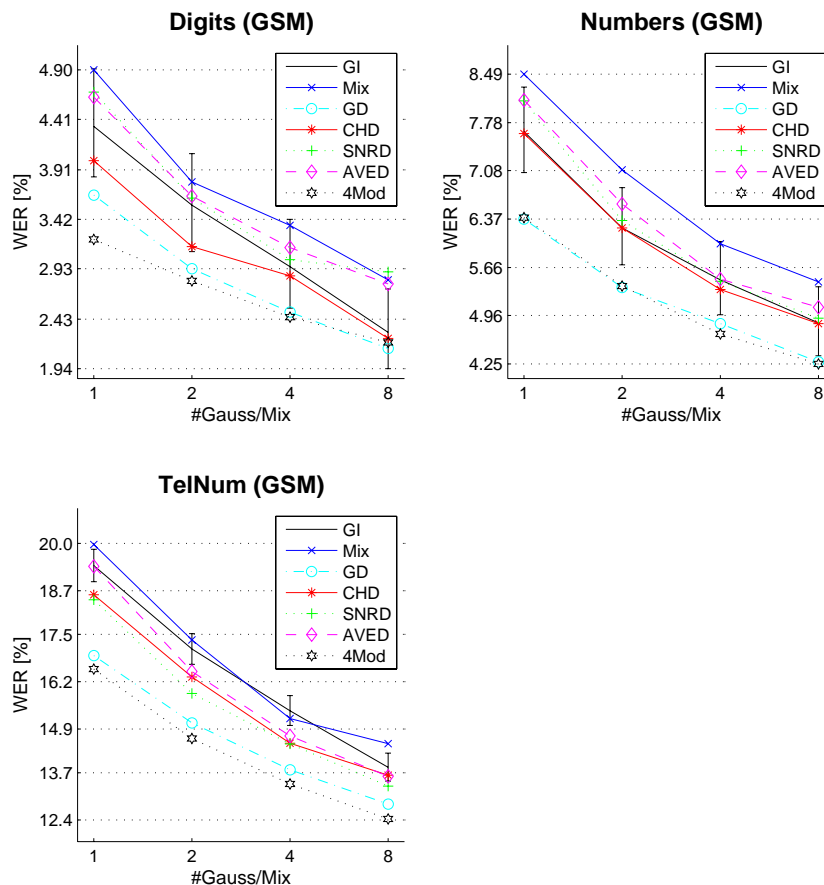 Digits (GSM)
4.90
4.41
3.91
3.42
2.93
2.43
1.94
WER [%]
1 2 4 8
#Gauss/Mix
GI
Mix
GD
CHD
SNRD
AVED
4Mod
Numbers (GSM)
8.49
7.78
7.08
6.37
5.66
4.96
4.25
WER [%]
1 2 4 8
#Gauss/Mix
GI
Mix
GD
CHD
SNRD
AVED
4Mod
TelNum (GSM)
20.0
18.7
17.5
16.2
14.9
13.7
12.4
WER [%]
1 2 4 8
#Gauss/Mix
GI
Mix
GD
CHD
SNRD
AVED
4Mod